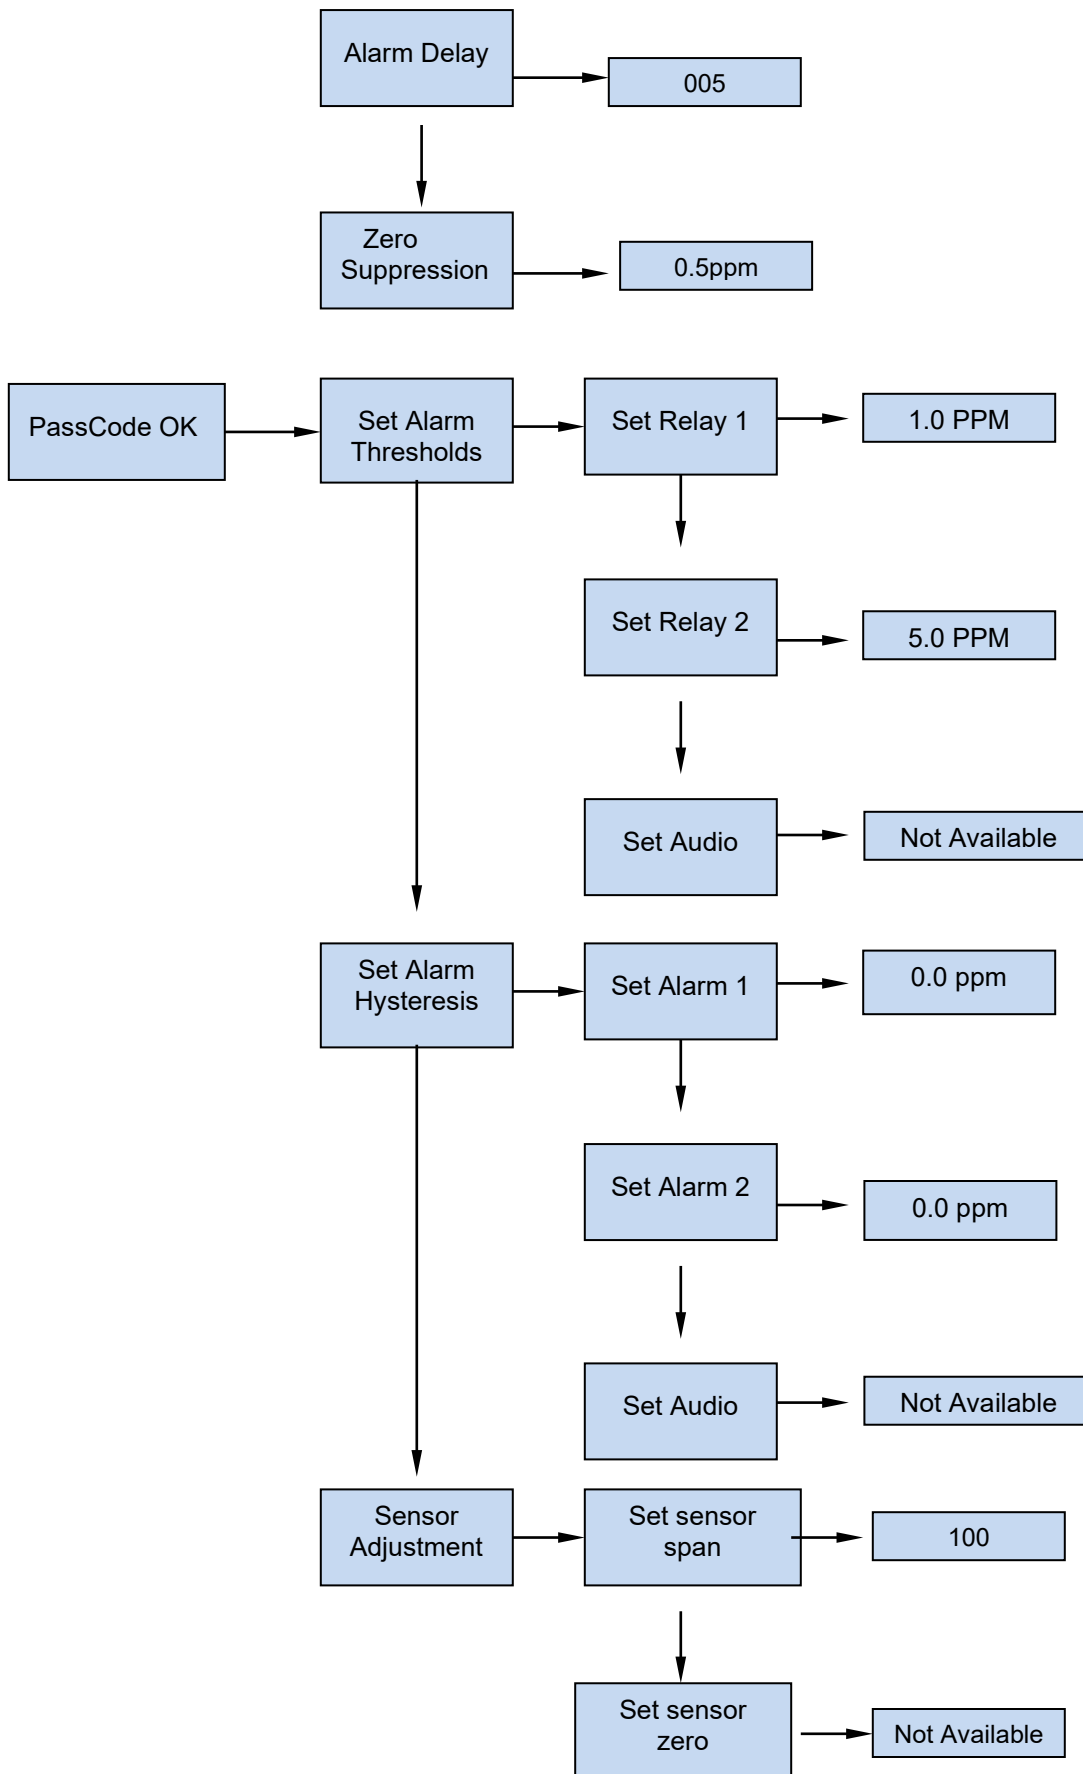 Alarm Delay
005
Zero
Suppression
0.5ppm
PassCode OK
Set Alarm
Thresholds
Set Relay 1
1.0 PPM
Set Relay 2
5.0 PPM
Set Audio
Not Available
Set Alarm
Hysteresis
Set Alarm 1
0.0 ppm
Set Alarm 2
0.0 ppm
Set Audio
Not Available
Sensor
Adjustment
Set sensor
span
100
Set sensor
zero
Not Available